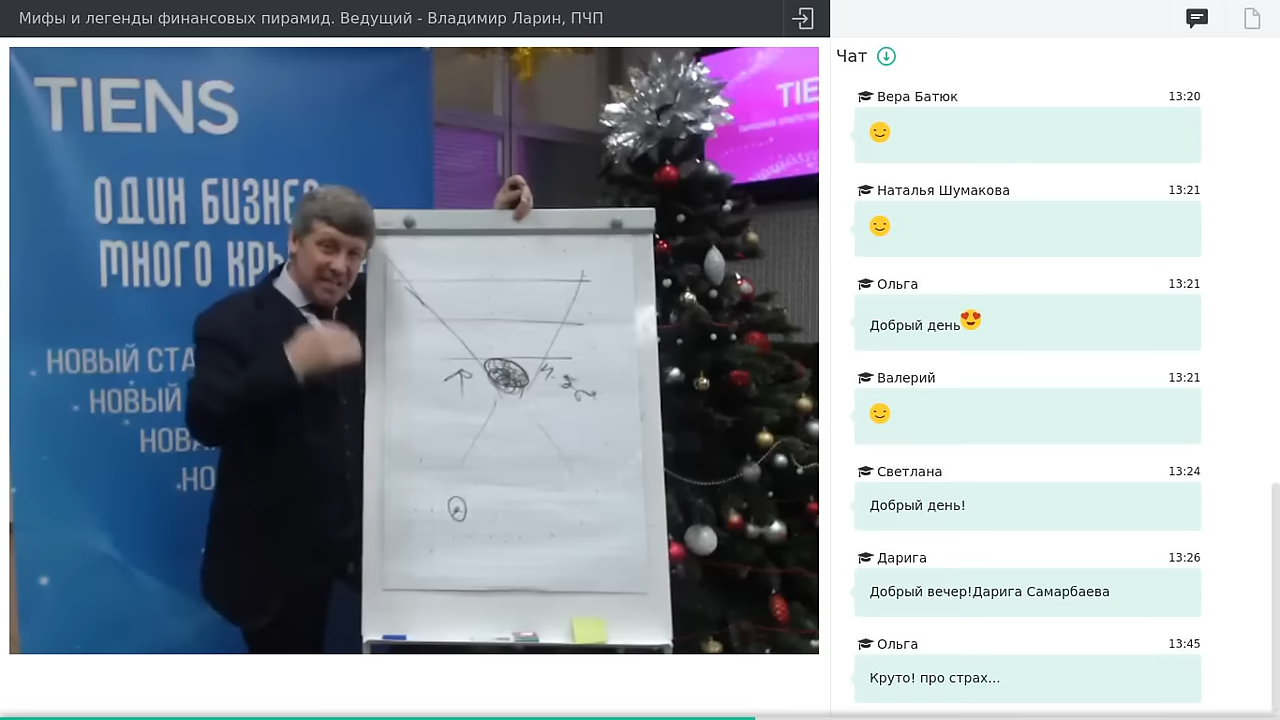 Мифы и легенды финансовых пирамид. Ведущий - Владимир Ларин, ПЧП
TIENS
ОДИН БИЗНЕ
МНОГО КРЫ
НОВЫЙ СТА
НОВЫЙ
НОВА
НО
TIE
Чат
Вера Батюк 13:20
😊
Наталья Шумакова 13:21
😊
Ольга 13:21
Добрый день😍
Валерий 13:21
😊
Светлана 13:24
Добрый день!
Дарига 13:26
Добрый вечер!Дарига Самарбаева
Ольга 13:45
Круто! про страх...